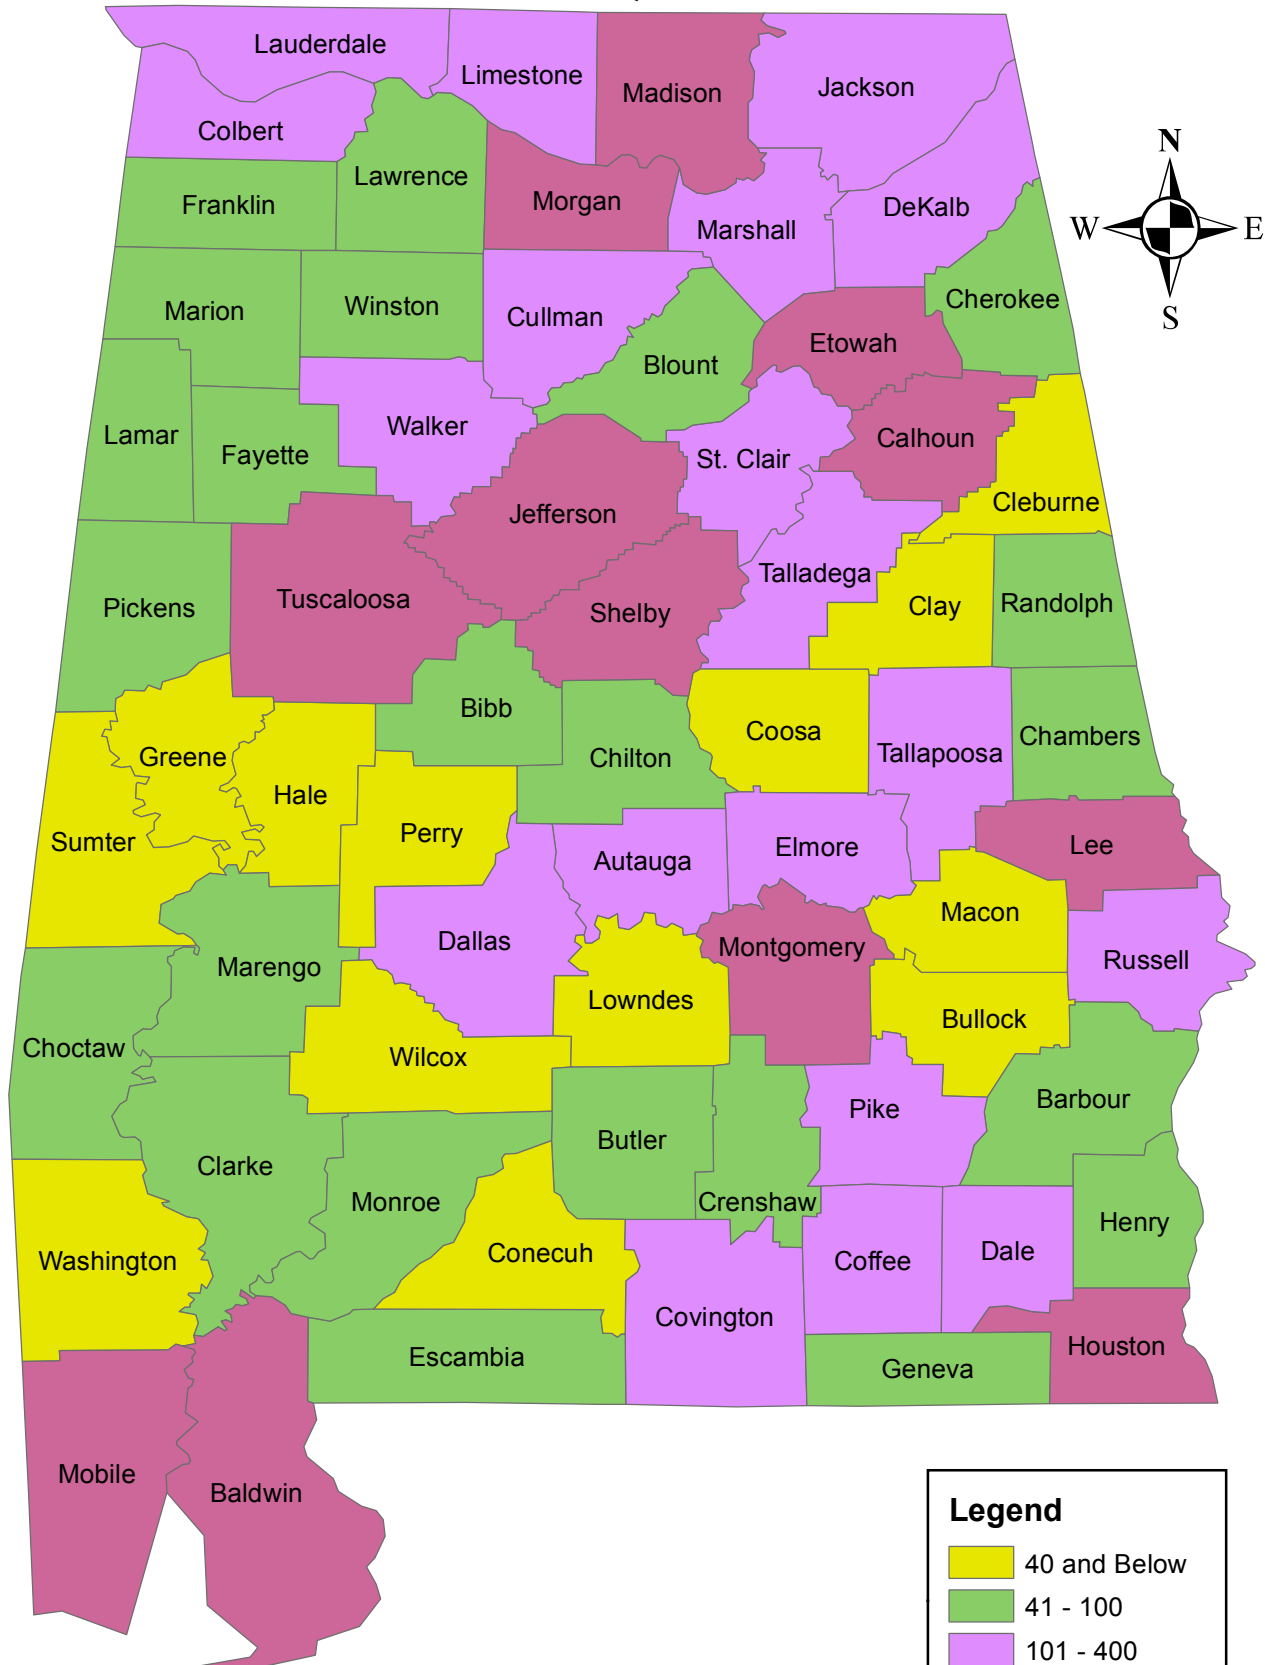 Lauderdale
Limestone
Madison
Jackson
Colbert
Lawrence
Franklin
Morgan
Marshall
DeKalb
N
W
E
S
Marion
Winston
Cullman
Cherokee
Blount
Etowah
Lamar
Fayette
Walker
St. Clair
Calhoun
Cleburne
Jefferson
Talladega
Pickens
Tuscaloosa
Shelby
Clay
Randolph
Bibb
Greene
Hale
Chilton
Coosa
Tallapoosa
Chambers
Sumter
Perry
Autauga
Elmore
Lee
Macon
Dallas
Montgomery
Russell
Marengo
Lowndes
Bullock
Choctaw
Wilcox
Pike
Barbour
Butler
Clarke
Monroe
Crenshaw
Henry
Washington
Conecuh
Coffee
Dale
Covington
Escambia
Geneva
Houston
Mobile
Baldwin
Legend
40 and Below
41 - 100
101 - 400